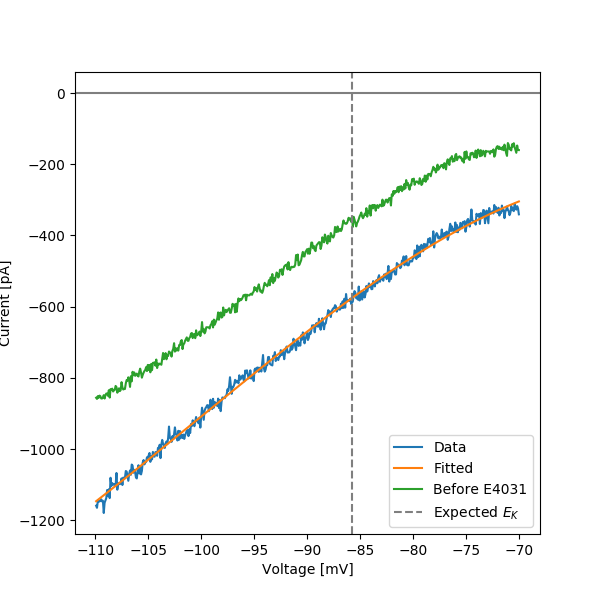 0
−200
−400
−600
−800
−1000
−1200
Current [pA]
−110
−105
−100
−95
−90
−85
−80
−75
−70
Voltage [mV]
Data
Fitted
Before E4031
Expected E_K